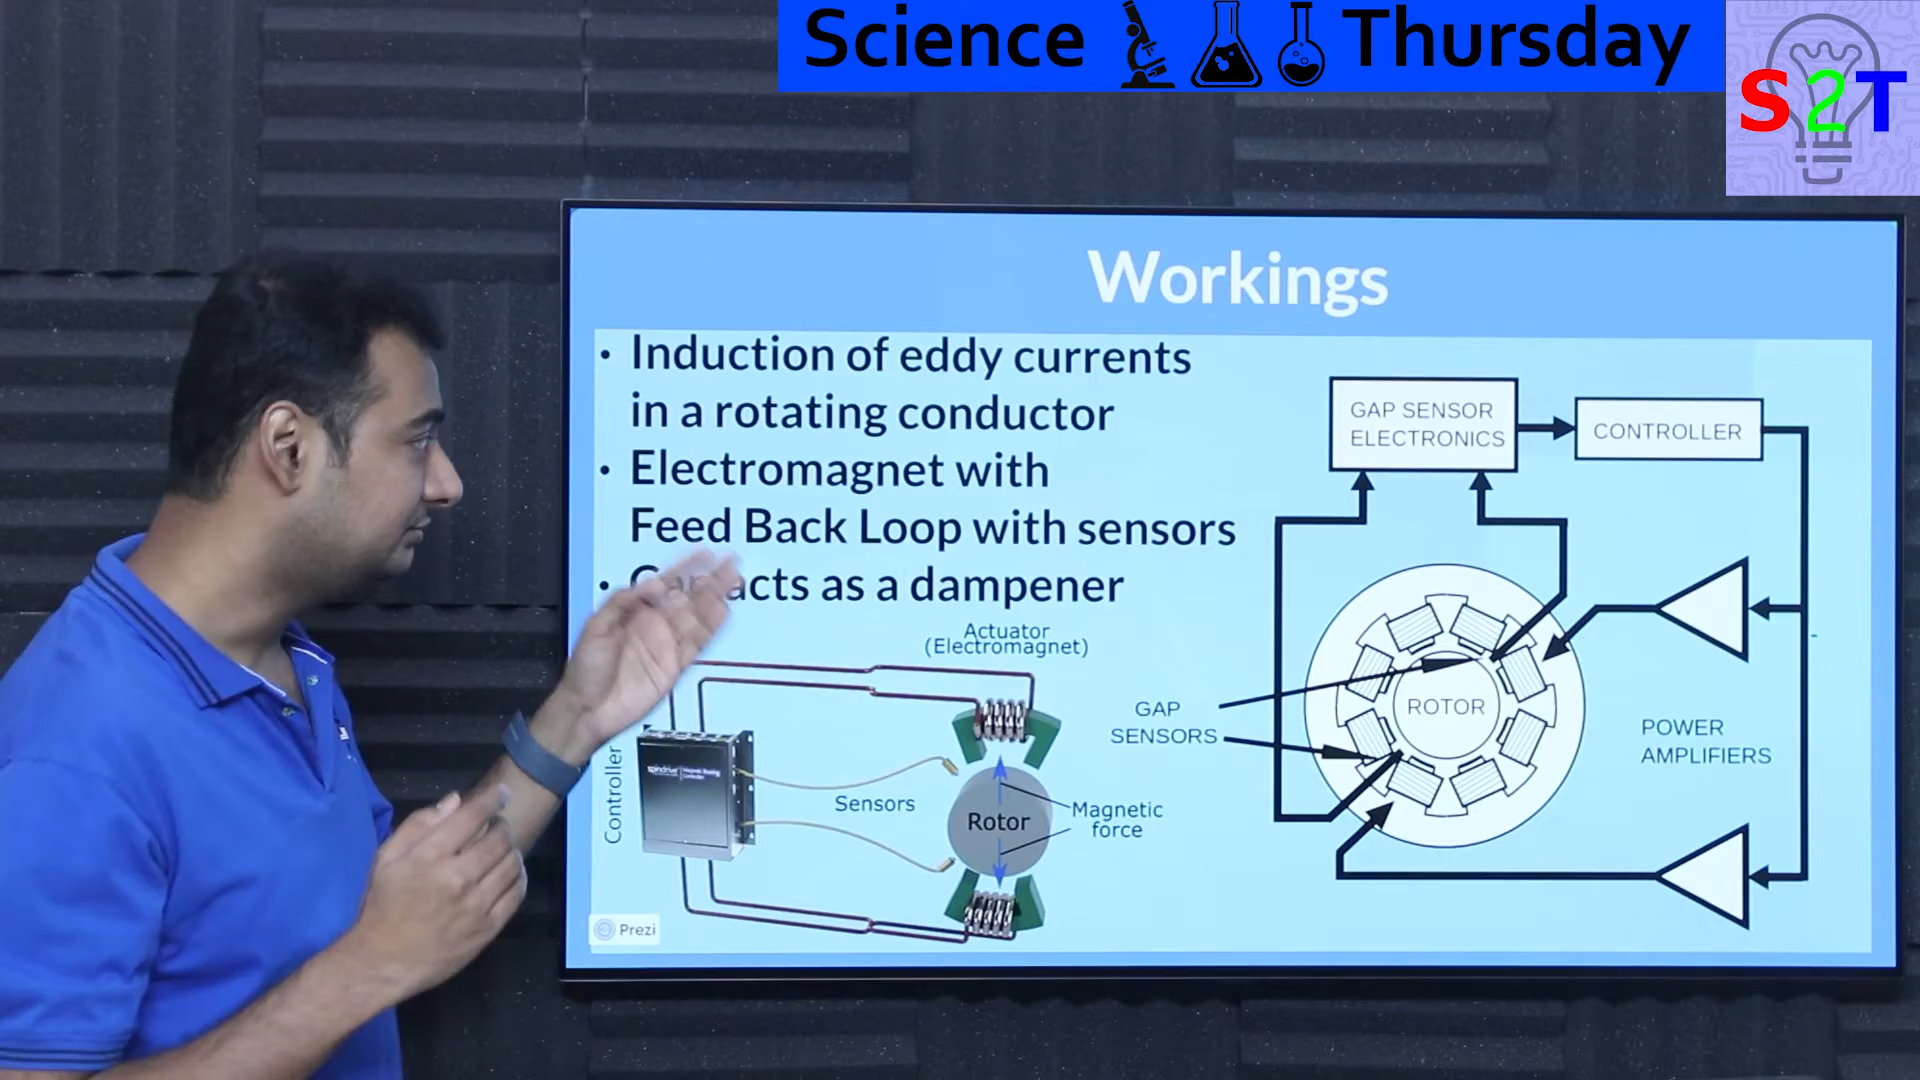 Science Thursday
S2T
Workings
• Induction of eddy currents
in a rotating conductor
• Electromagnet with
Feed Back Loop with sensors
• as a dampener
Actuator
(Electromagnet)
Controller
Sensors
Rotor
Magnetic
force
Prezi
GAP SENSOR
ELECTRONICS
CONTROLLER
GAP
SENSORS
ROTOR
POWER
AMPLIFIERS